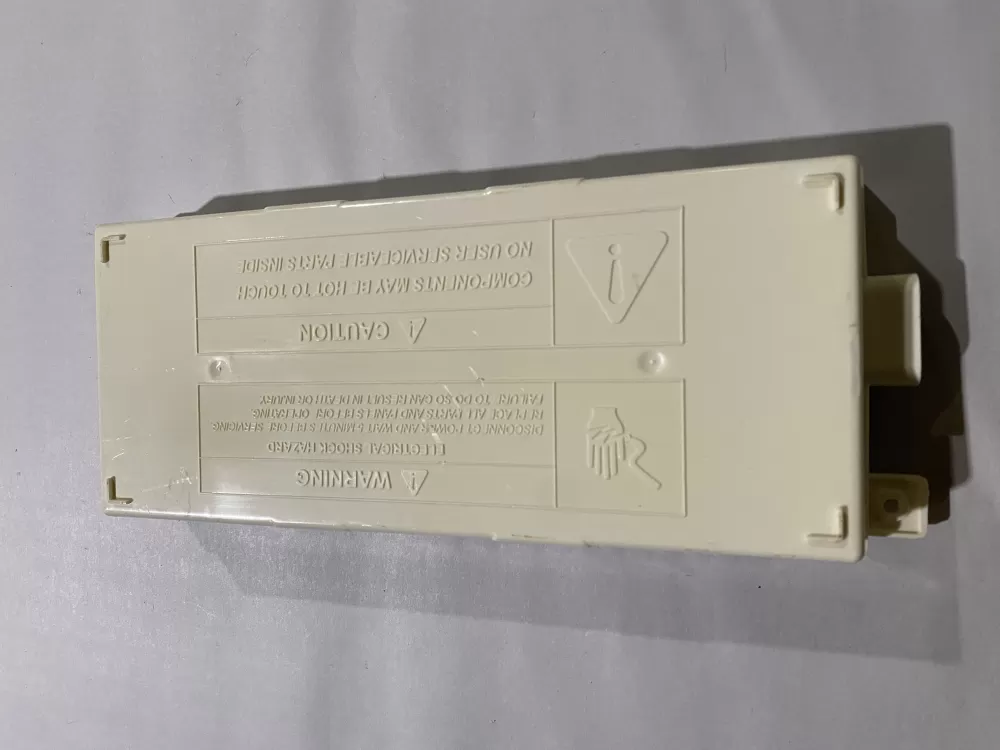 ⚠ WARNING
ELECTRICAL SHOCK HAZARD
DISCONNECT POWER AND WAIT 5 MINUTES BEFORE SERVICING
REPLACE ALL PARTS AND PANELS BEFORE OPERATING
FAILURE TO DO SO CAN RESULT IN DEATH OR INJURY
⚠ CAUTION
COMPONENTS MAY BE HOT TO TOUCH
NO USER SERVICEABLE PARTS INSIDE